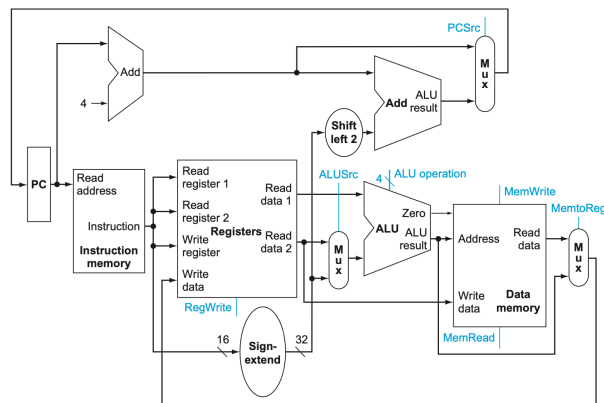 PCSrc
Add
4
M
u
x
Add
ALU
result
Shift
left 2
PC
Read
address
Instruction
Instruction
memory
Read
register 1
Read
register 2
Write
register
Write
data
Registers
Read
data 1
Read
data 2
RegWrite
ALUSrc
M
u
x
4
ALU operation
Zero
ALU
ALU
result
MemWrite
Address
Read
data
Write
data
Data
memory
MemRead
MemtoReg
M
u
x
16
Sign-
extend
32